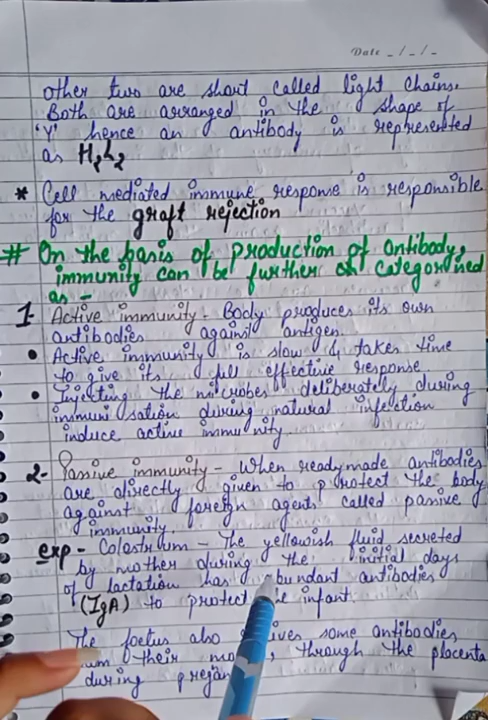 Date _/_/_
other two are short called light chains.
Both are arranged in the shape of
'Y' hence an antibody is represented
as H2L2
* Cell mediated immune response is responsible
for the graft rejection
# On the basis of production of antibody,
immunity can be further categorised
as -
1- Active immunity - Body produces its own
antibodies against antigen.
• Active immunity is slow & takes time
to give its full effective response
• Injecting the microbes deliberately during
immunisation during natural infection
induce active immunity
2- Passive immunity - When readymade antibodies
are directly given to protect the body
against foreign agents called passive
immunity.
exp - Colostrum - The yellowish fluid secreted
by mother during the initial days
of lactation has abundant antibodies
(IgA) to protect infant.
The foetus also some antibodies
their through the placenta
during